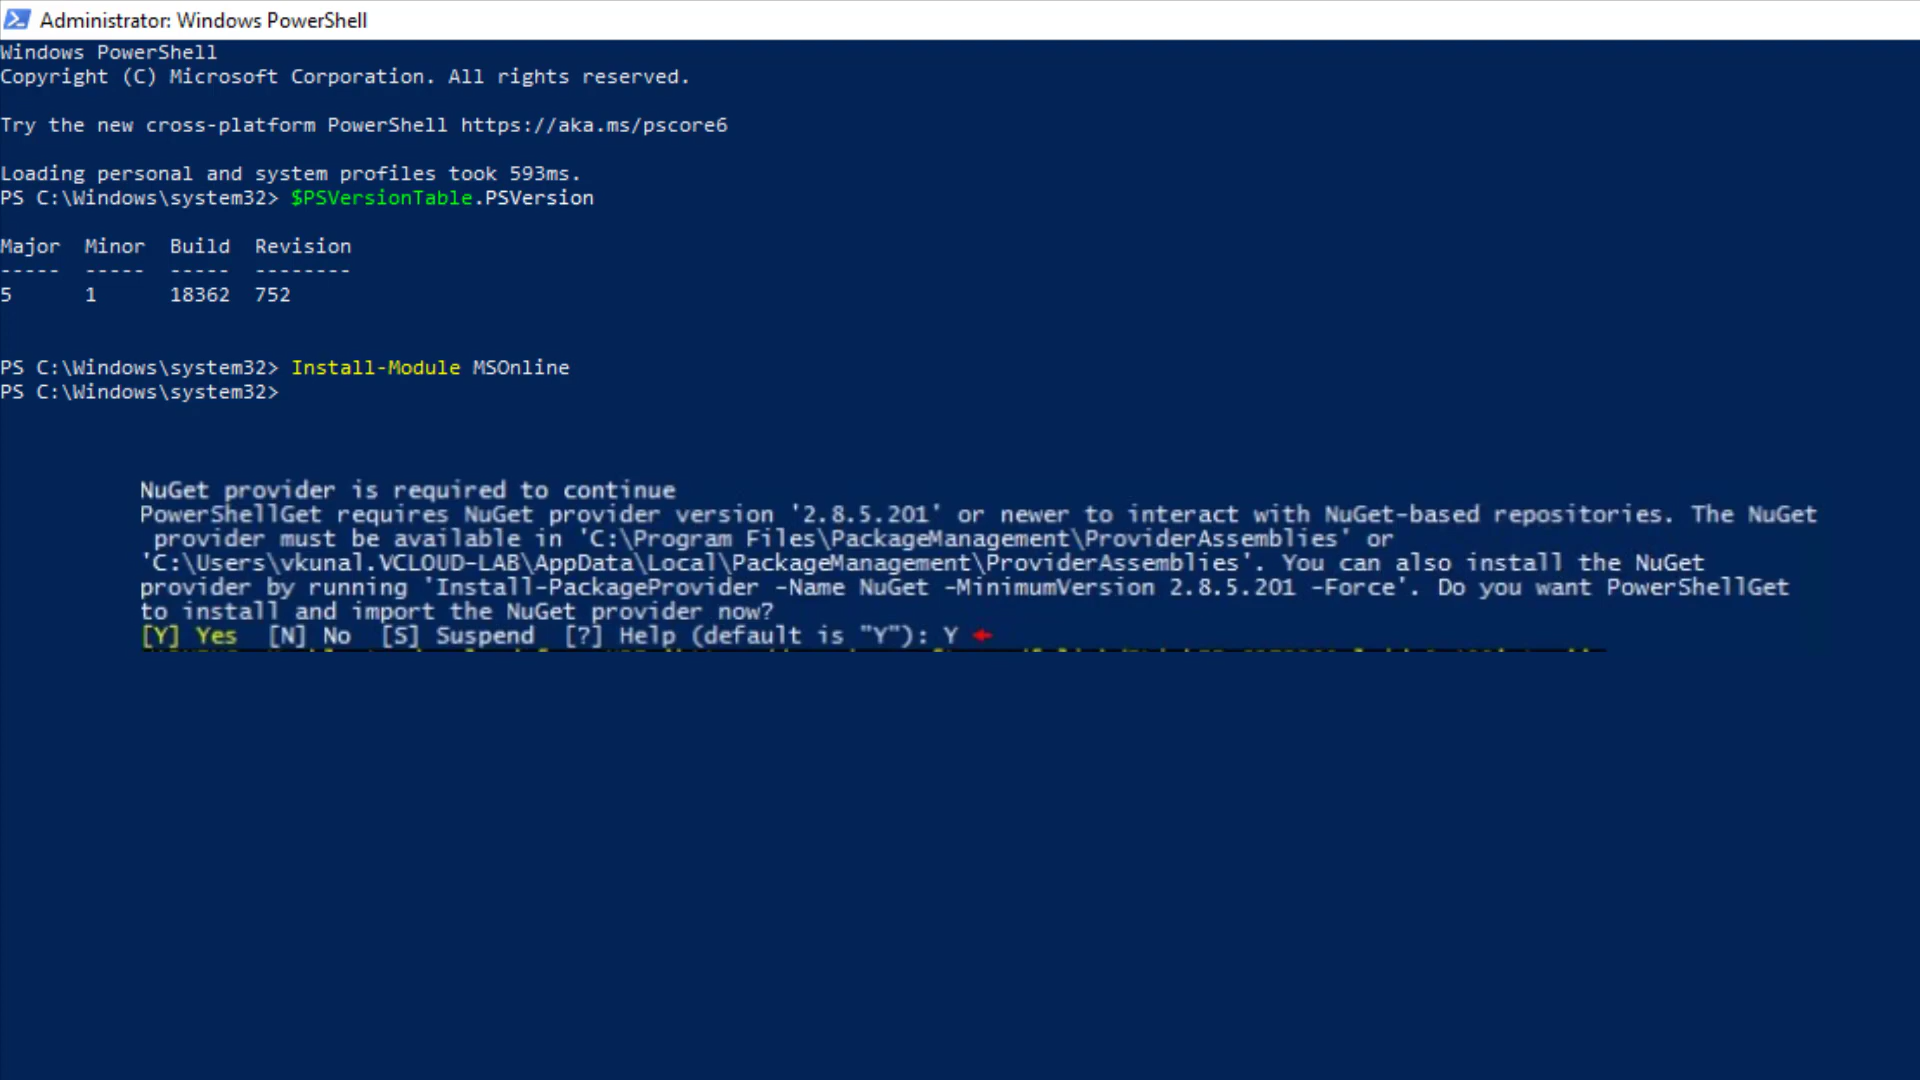 Administrator: Windows PowerShell
Windows PowerShell
Copyright (C) Microsoft Corporation. All rights reserved.
Try the new cross-platform PowerShell https://aka.ms/pscore6
Loading personal and system profiles took 593ms.
PS C:\Windows\system32> $PSVersionTable.PSVersion
Major  Minor  Build  Revision
-----  -----  -----  --------
5      1      18362  752
PS C:\Windows\system32> Install-Module MSOnline
PS C:\Windows\system32>
NuGet provider is required to continue
PowerShellGet requires NuGet provider version '2.8.5.201' or newer to interact with NuGet-based repositories. The NuGet
provider must be available in 'C:\Program Files\PackageManagement\ProviderAssemblies' or
'C:\Users\vkunal.VCLOUD-LAB\AppData\Local\PackageManagement\ProviderAssemblies'. You can also install the NuGet
provider by running 'Install-PackageProvider -Name NuGet -MinimumVersion 2.8.5.201 -Force'. Do you want PowerShellGet
to install and import the NuGet provider now?
[Y] Yes  [N] No  [S] Suspend  [?] Help (default is "Y"): Y